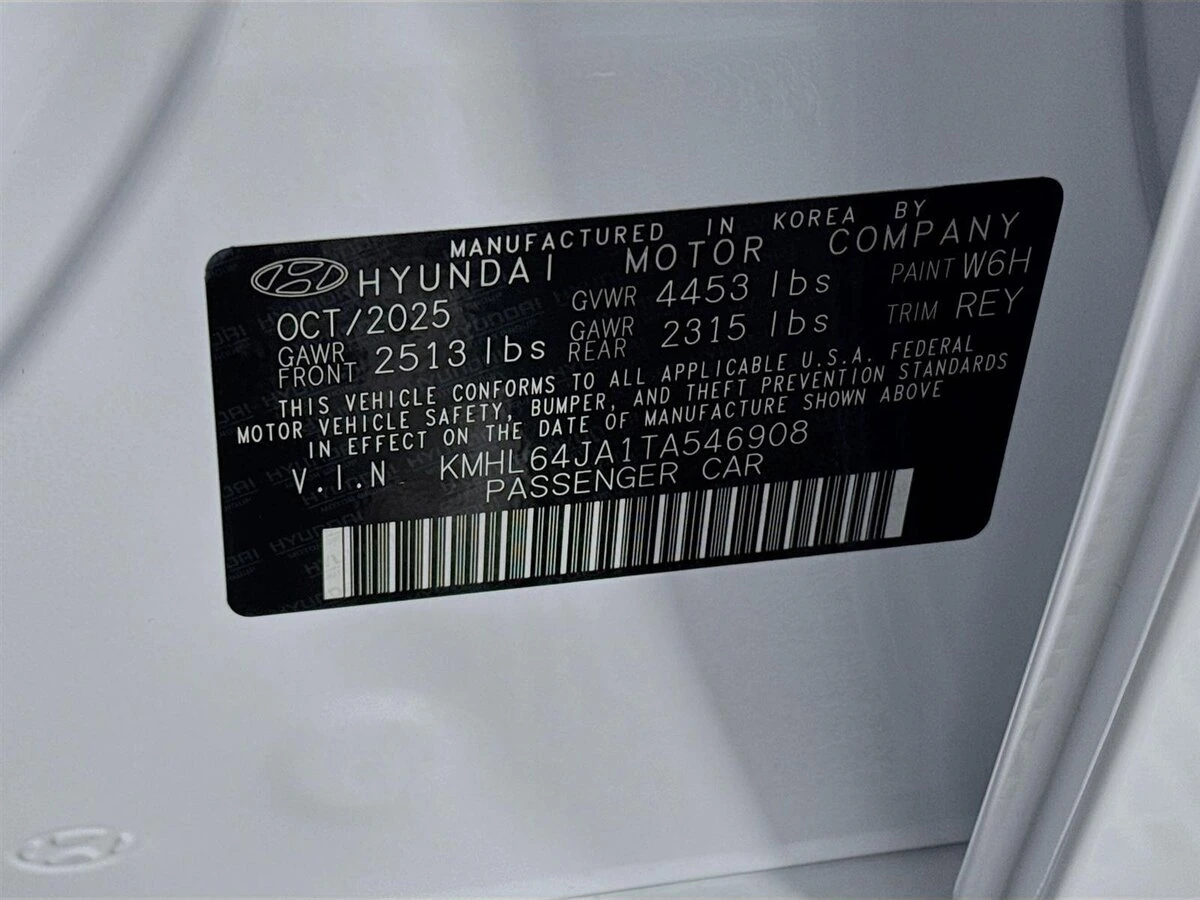 MANUFACTURED IN KOREA BY
HYUNDAI MOTOR COMPANY
OCT/2025 GVWR 4453 lbs PAINT W6H
GAWR FRONT 2513 lbs GAWR REAR 2315 lbs TRIM REY
THIS VEHICLE CONFORMS TO ALL APPLICABLE U.S.A. FEDERAL
MOTOR VEHICLE SAFETY, BUMPER, AND THEFT PREVENTION STANDARDS
IN EFFECT ON THE DATE OF MANUFACTURE SHOWN ABOVE
V.I.N. KMHL64JA1TA546908
PASSENGER CAR